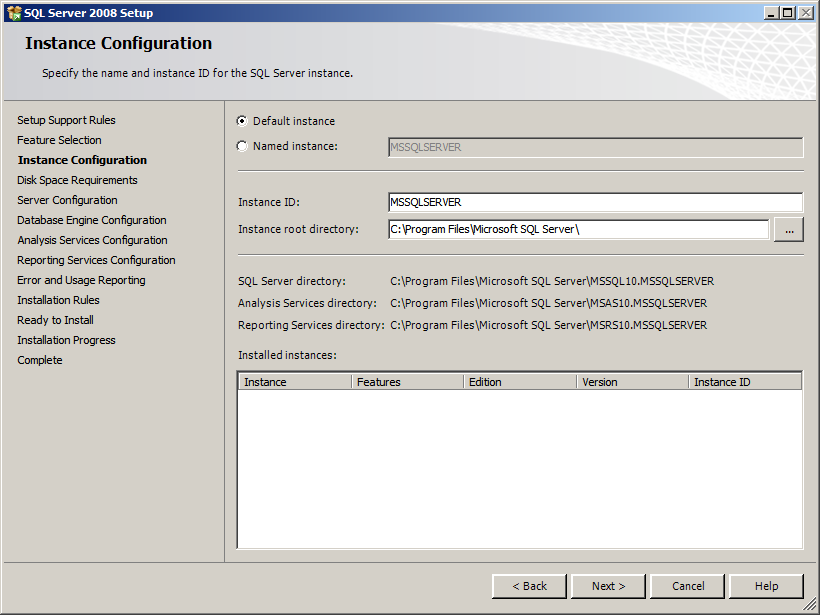 SQL Server 2008 Setup
Instance Configuration
Specify the name and instance ID for the SQL Server instance.
Setup Support Rules
Feature Selection
Instance Configuration
Disk Space Requirements
Server Configuration
Database Engine Configuration
Analysis Services Configuration
Reporting Services Configuration
Error and Usage Reporting
Installation Rules
Ready to Install
Installation Progress
Complete
Default instance
Named instance: MSSQLSERVER
Instance ID: MSSQLSERVER
Instance root directory: C:\Program Files\Microsoft SQL Server\ ...
SQL Server directory: C:\Program Files\Microsoft SQL Server\MSSQL10.MSSQLSERVER
Analysis Services directory: C:\Program Files\Microsoft SQL Server\MSAS10.MSSQLSERVER
Reporting Services directory: C:\Program Files\Microsoft SQL Server\MSRS10.MSSQLSERVER
Installed instances:
Instance Features Edition Version Instance ID
< Back Next > Cancel Help